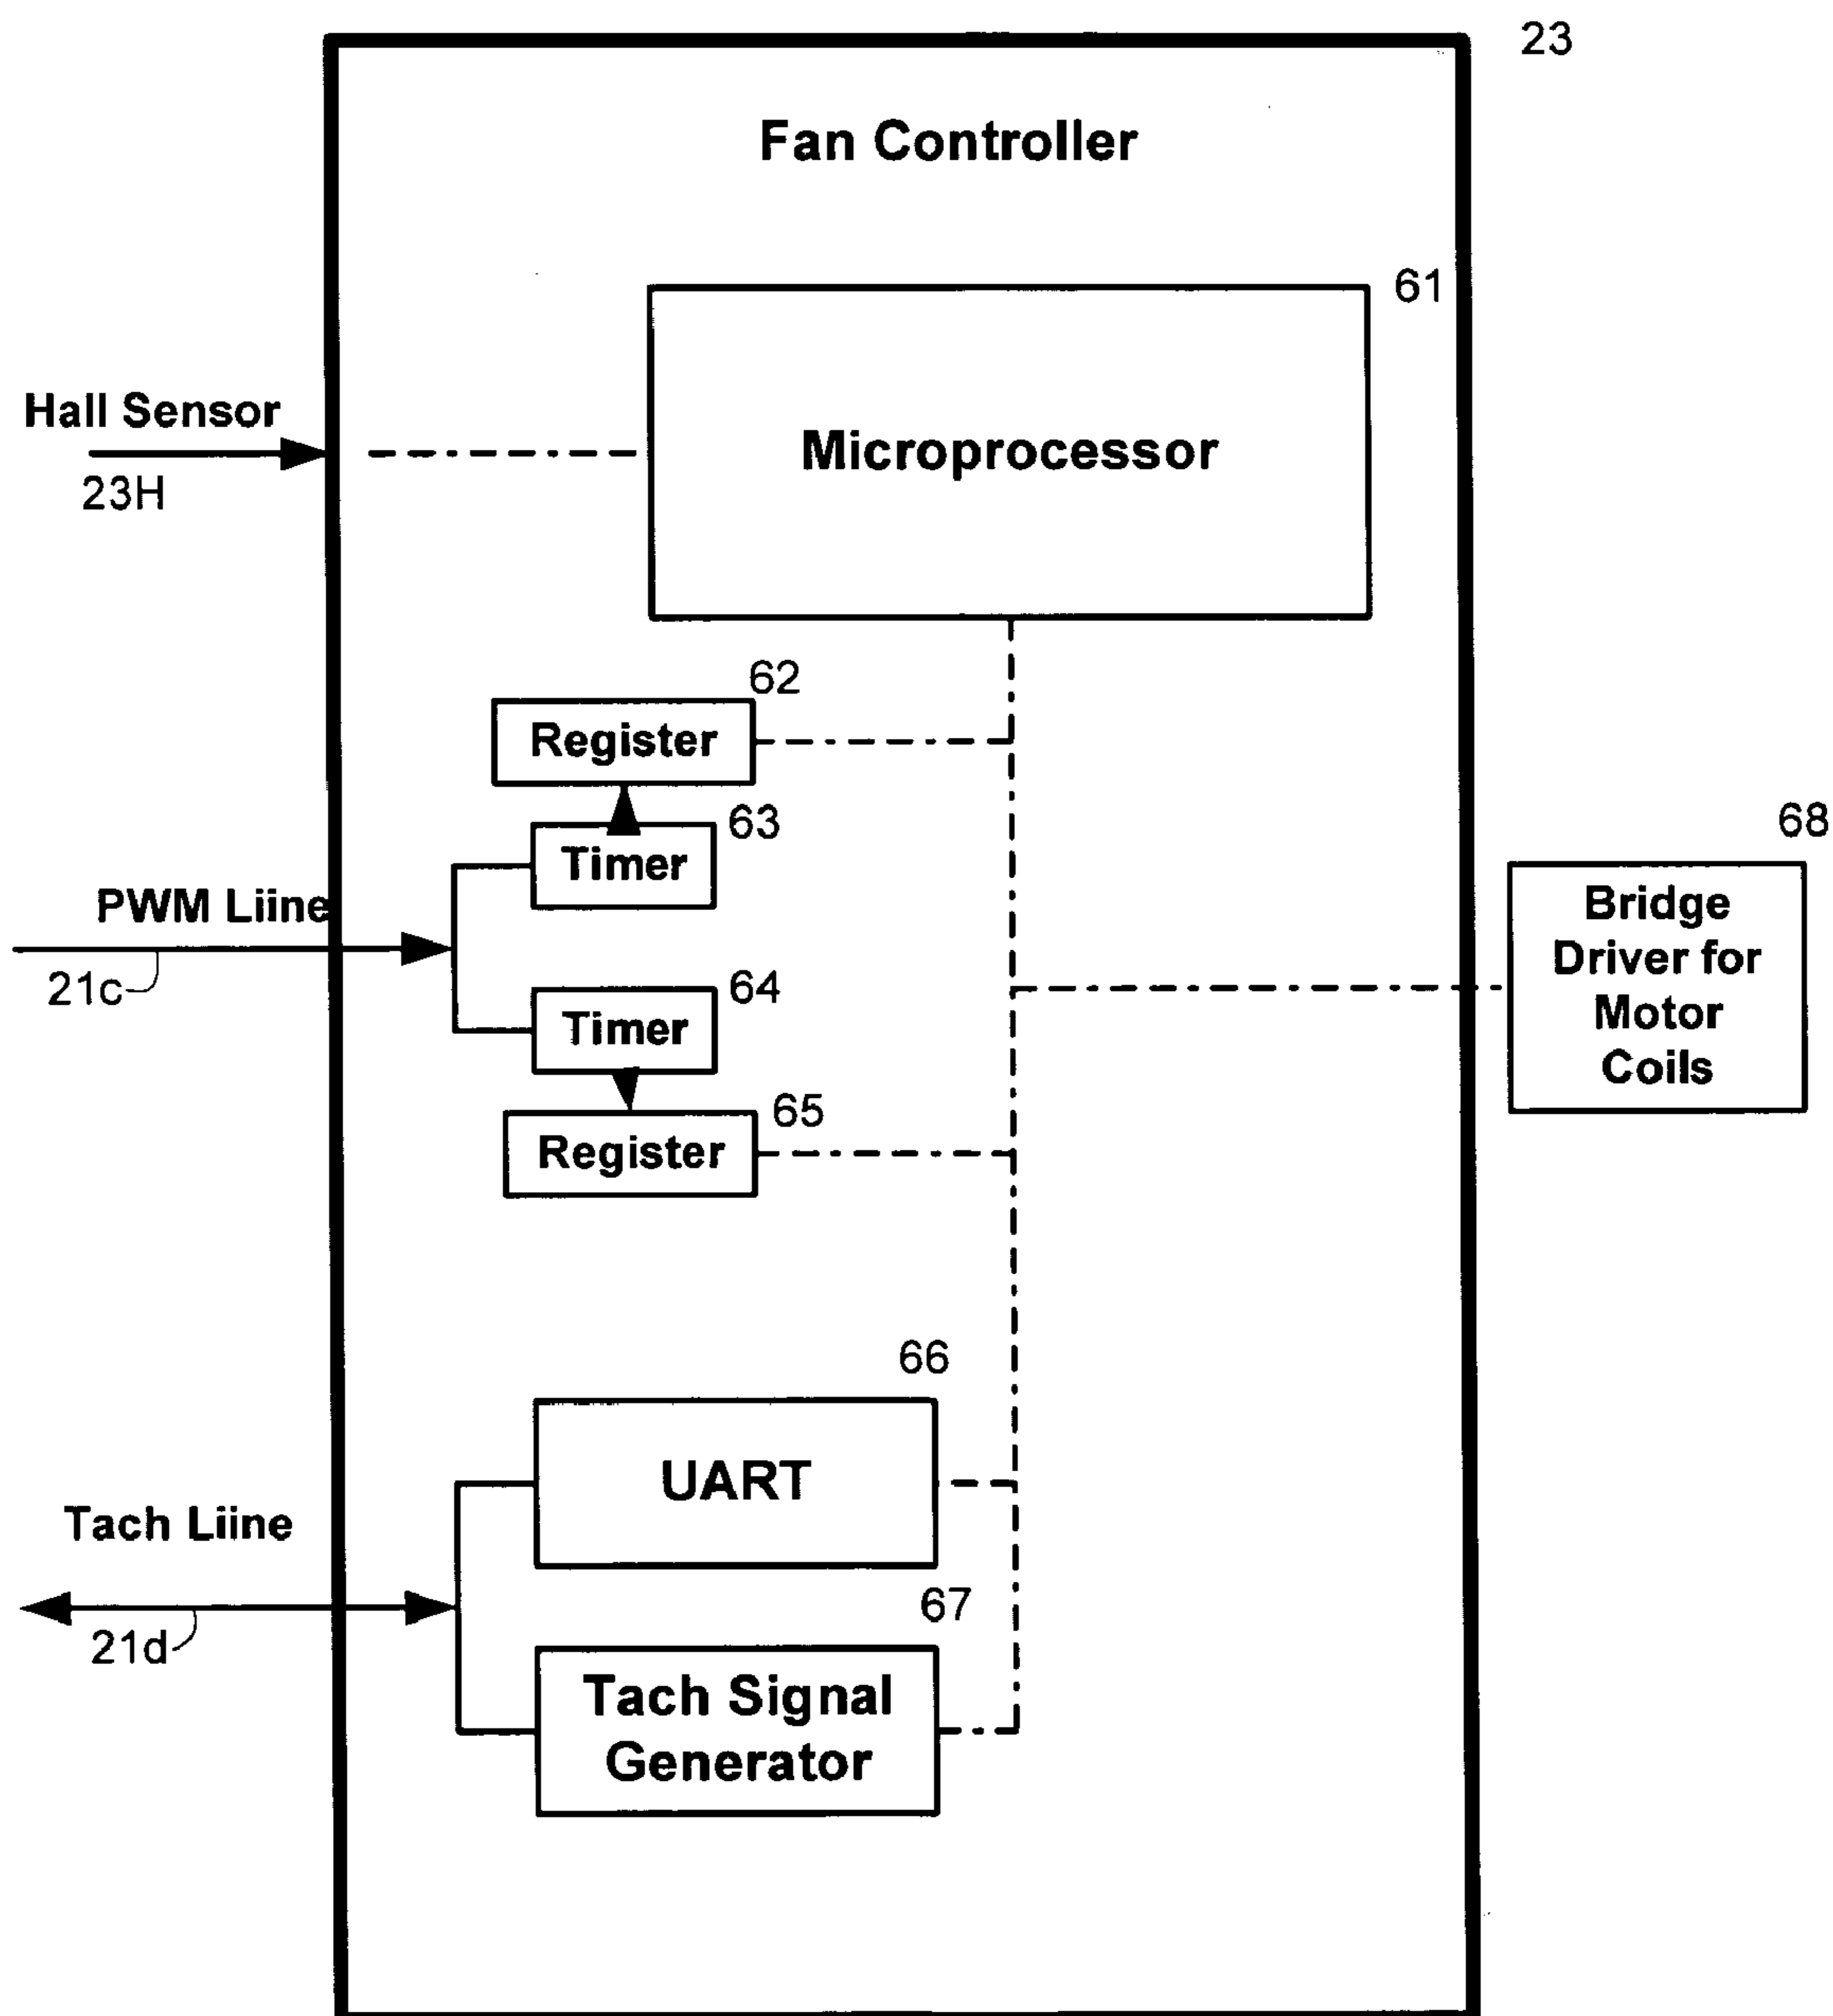 23
Fan Controller
61
Hall Sensor
23H
Microprocessor
62
Register
63
Timer
68
PWM Liine
21c
Bridge
Driver for
Motor
Coils
64
Timer
65
Register
66
UART
Tach Liine
21d
67
Tach Signal
Generator